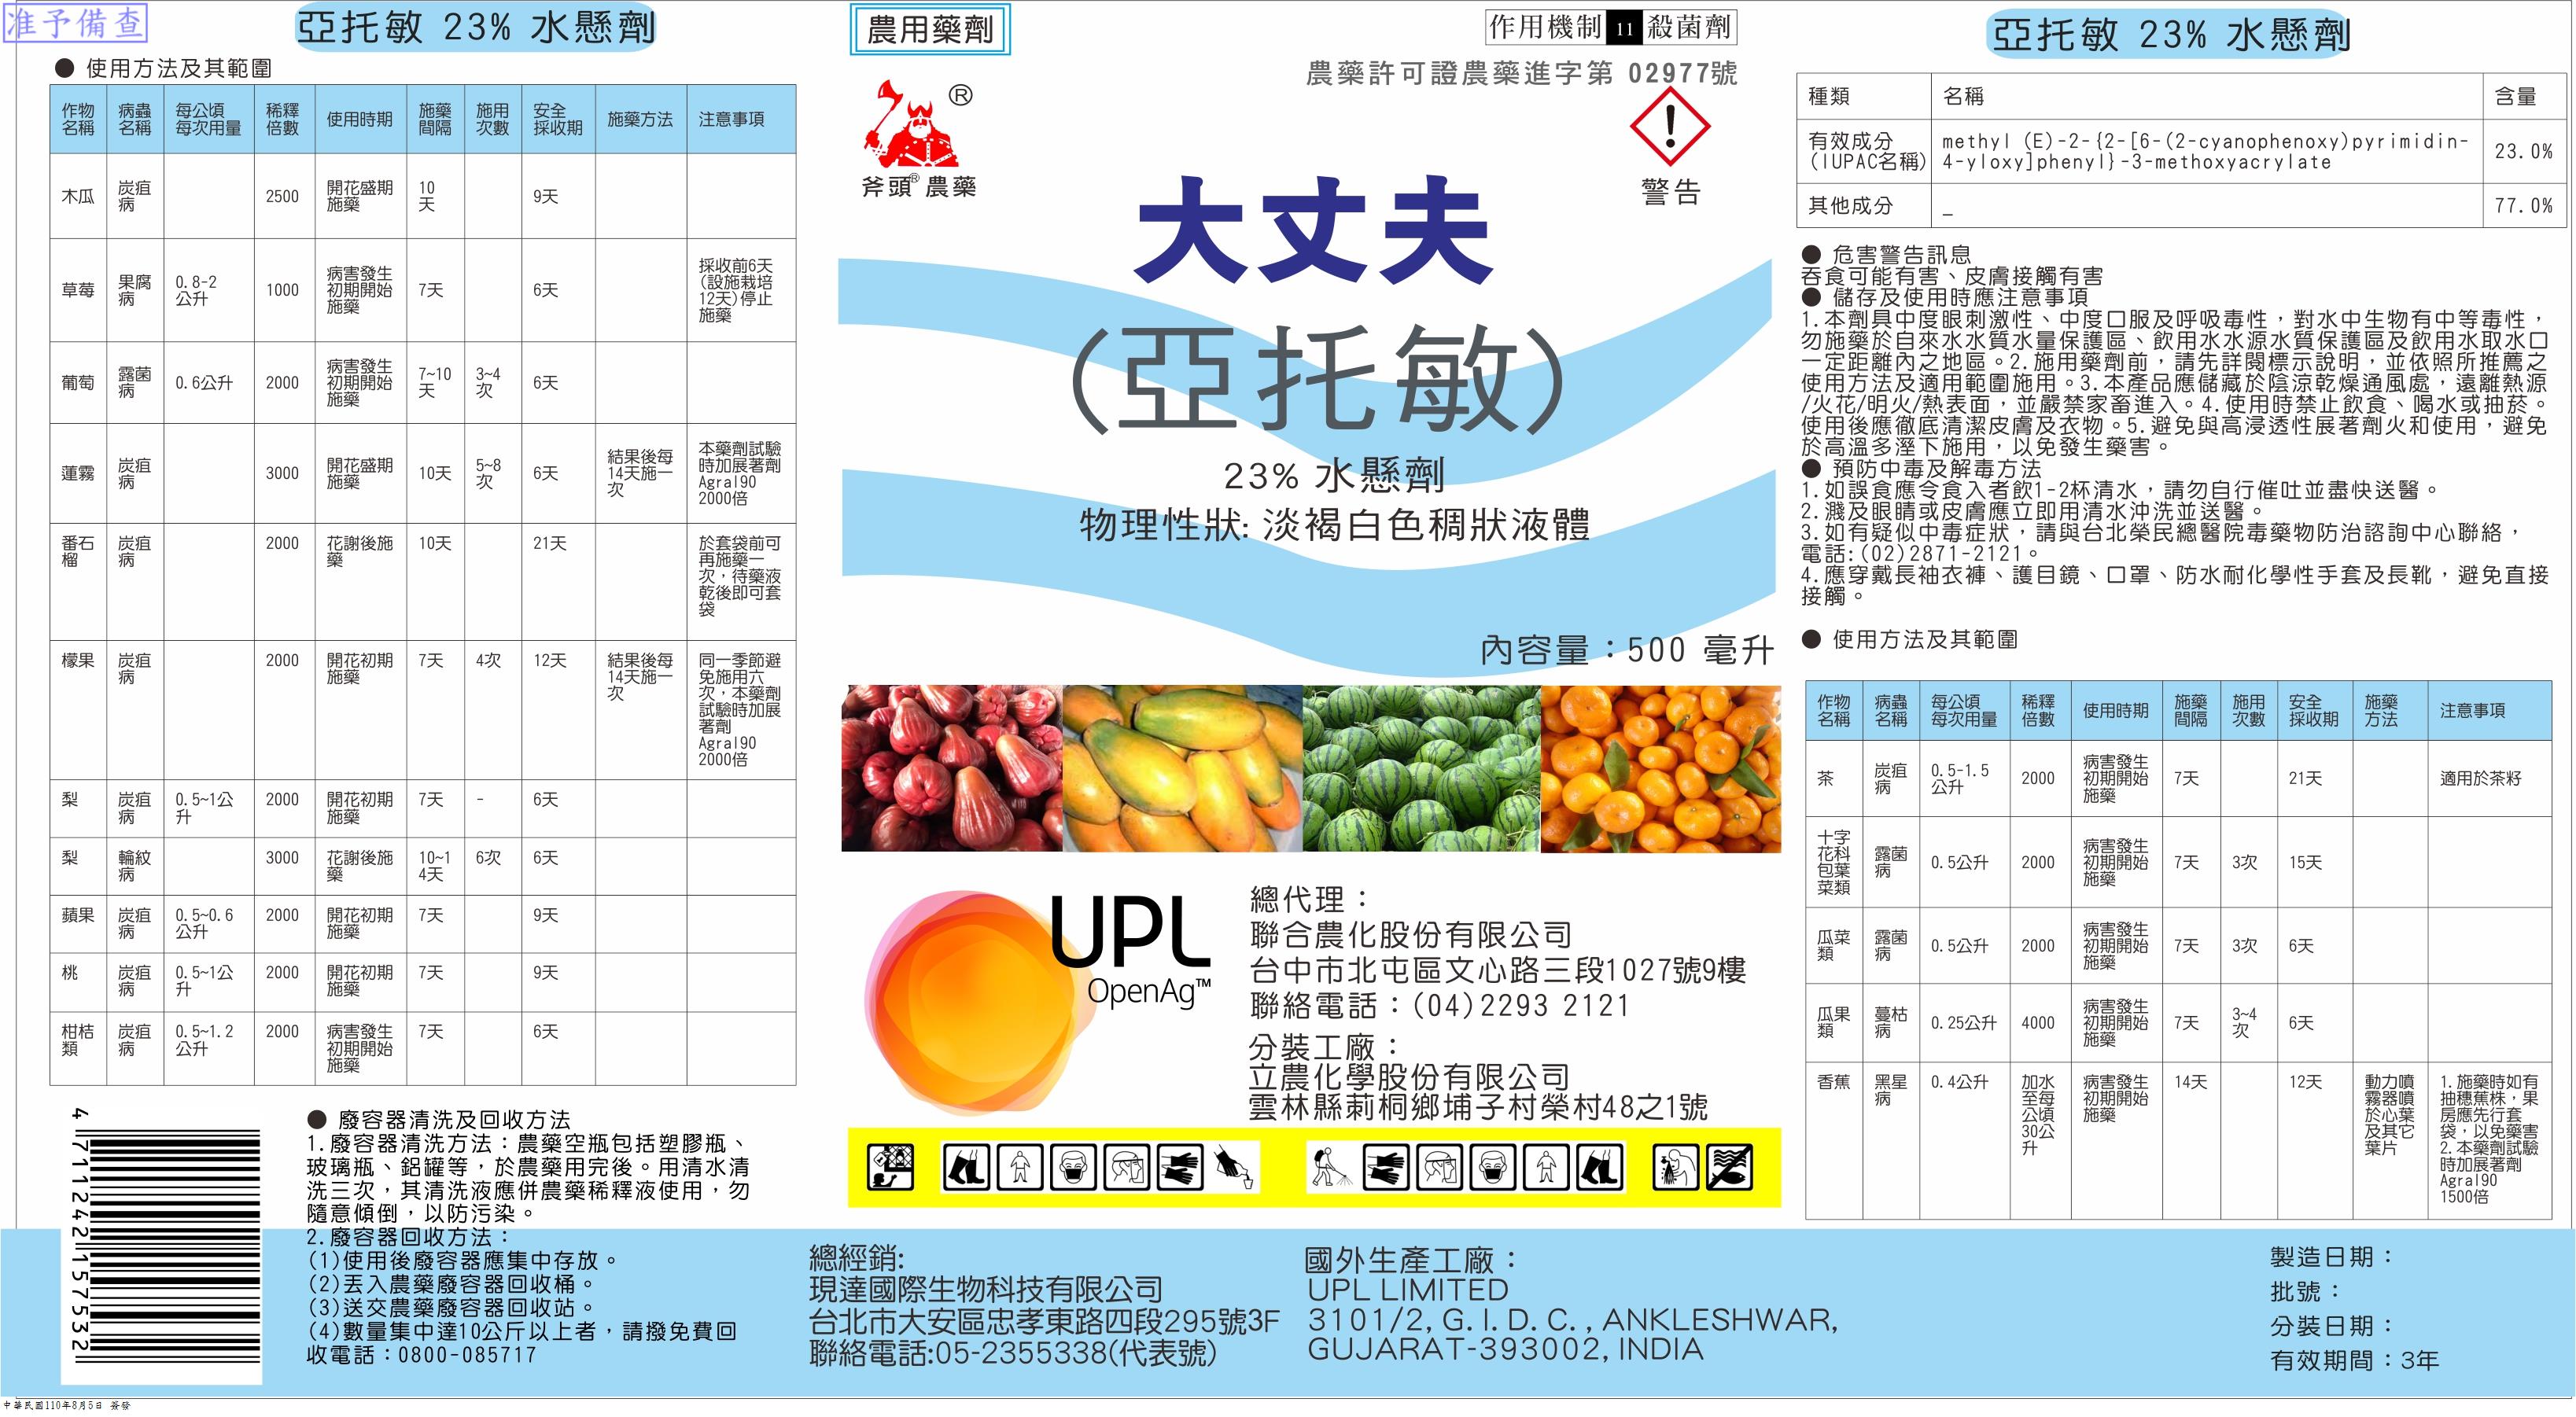 准予備查
亞托敏 23% 水懸劑
● 使用方法及其範圍
作物名稱 病蟲名稱 每公頃每次用量 稀釋倍數 使用時期 施藥間隔 施用次數 安全採收期 施藥方法 注意事項
木瓜 炭疽病 2500 開花盛期施藥 10天 9天
草莓 果腐病 0.8-2公升 1000 病害發生初期開始施藥 7天 6天 採收前6天(設施栽培12天)停止施藥
葡萄 露菌病 0.6公升 2000 病害發生初期開始施藥 7~10天 3~4次 6天
蓮霧 炭疽病 3000 開花盛期施藥 10天 5~8次 6天 結果後每14天施一次 本藥劑試驗時加展著劑Agral90 2000倍
番石榴 炭疽病 2000 花謝後施藥 10天 21天 於套袋前可再施藥一次，待藥液乾後即可套袋
檬果 炭疽病 2000 開花初期施藥 7天 4次 12天 結果後每14天施一次 同一季節避免施用六次，本藥劑試驗時加展著劑Agral90 2000倍
梨 炭疽病 0.5~1公升 2000 開花初期施藥 7天 - 6天
梨 輪紋病 3000 花謝後施藥 10~14天 6次 6天
蘋果 炭疽病 0.5~0.6公升 2000 開花初期施藥 7天 9天
桃 炭疽病 0.5~1公升 2000 開花初期施藥 7天 9天
柑桔類 炭疽病 0.5~1.2公升 2000 病害發生初期開始施藥 7天 6天
4711242157532
● 廢容器清洗及回收方法
1.廢容器清洗方法：農藥空瓶包括塑膠瓶、
玻璃瓶、鋁罐等，於農藥用完後。用清水清
洗三次，其清洗液應併農藥稀釋液使用，勿
隨意傾倒，以防污染。
2.廢容器回收方法：
(1)使用後廢容器應集中存放。
(2)丟入農藥廢容器回收桶。
(3)送交農藥廢容器回收站。
(4)數量集中達10公斤以上者，請撥免費回
收電話：0800-085717
農用藥劑
作用機制 11 殺菌劑
農藥許可證農藥進字第 02977號
®
斧頭® 農藥
警告
大丈夫
(亞托敏)
23% 水懸劑
物理性狀: 淡褐白色稠狀液體
內容量：500 毫升
UPL
OpenAg™
總代理：
聯合農化股份有限公司
台中市北屯區文心路三段1027號9樓
聯絡電話：(04)2293 2121
分裝工廠：
立農化學股份有限公司
雲林縣莿桐鄉埔子村榮村48之1號
總經銷:
現達國際生物科技有限公司
台北市大安區忠孝東路四段295號3F
聯絡電話:05-2355338(代表號)
國外生產工廠：
UPL LIMITED
3101/2, G. I. D. C. , ANKLESHWAR,
GUJARAT-393002, INDIA
亞托敏 23% 水懸劑
種類 名稱 含量
有效成分(IUPAC名稱) methyl (E)-2-{2-[6-(2-cyanophenoxy)pyrimidin-4-yloxy]phenyl}-3-methoxyacrylate 23.0%
其他成分 _ 77.0%
● 危害警告訊息
吞食可能有害、皮膚接觸有害
● 儲存及使用時應注意事項
1.本劑具中度眼刺激性、中度口服及呼吸毒性，對水中生物有中等毒性，
勿施藥於自來水水質水量保護區、飲用水水源水質保護區及飲用水取水口
一定距離內之地區。2.施用藥劑前，請先詳閱標示說明，並依照所推薦之
使用方法及適用範圍施用。3.本產品應儲藏於陰涼乾燥通風處，遠離熱源
/火花/明火/熱表面，並嚴禁家畜進入。4.使用時禁止飲食、喝水或抽菸。
使用後應徹底清潔皮膚及衣物。5.避免與高浸透性展著劑火和使用，避免
於高溫多溼下施用，以免發生藥害。
● 預防中毒及解毒方法
1.如誤食應令食入者飲1-2杯清水，請勿自行催吐並盡快送醫。
2.濺及眼睛或皮膚應立即用清水沖洗並送醫。
3.如有疑似中毒症狀，請與台北榮民總醫院毒藥物防治諮詢中心聯絡，
電話:(02)2871-2121。
4.應穿戴長袖衣褲、護目鏡、口罩、防水耐化學性手套及長靴，避免直接
接觸。
● 使用方法及其範圍
作物名稱 病蟲名稱 每公頃每次用量 稀釋倍數 使用時期 施藥間隔 施用次數 安全採收期 施藥方法 注意事項
茶 炭疽病 0.5-1.5公升 2000 病害發生初期開始施藥 7天 21天 適用於茶籽
十字花科包葉菜類 露菌病 0.5公升 2000 病害發生初期開始施藥 7天 3次 15天
瓜菜類 露菌病 0.5公升 2000 病害發生初期開始施藥 7天 3次 6天
瓜果類 蔓枯病 0.25公升 4000 病害發生初期開始施藥 7天 3~4次 6天
香蕉 黑星病 0.4公升 加水至每公頃30公升 病害發生初期開始施藥 14天 12天 動力噴霧器噴於心葉及其它葉片 1.施藥時如有抽穗蕉株，果房應先行套袋，以免藥害 2.本藥劑試驗時加展著劑Agral90 1500倍
製造日期：
批號：
分裝日期：
有效期間：3年
中華民國110年8月5日 簽發